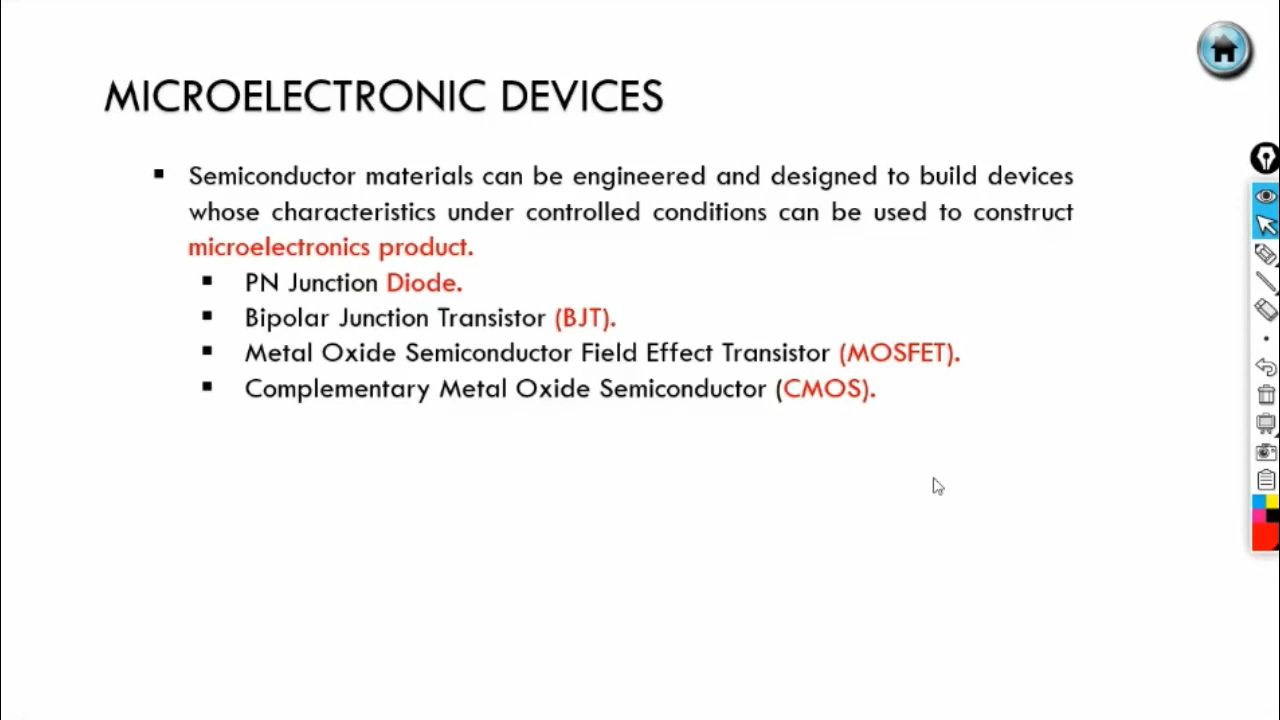 MICROELECTRONIC DEVICES
▪ Semiconductor materials can be engineered and designed to build devices
whose characteristics under controlled conditions can be used to construct
microelectronics product.
▪ PN Junction Diode.
▪ Bipolar Junction Transistor (BJT).
▪ Metal Oxide Semiconductor Field Effect Transistor (MOSFET).
▪ Complementary Metal Oxide Semiconductor (CMOS).